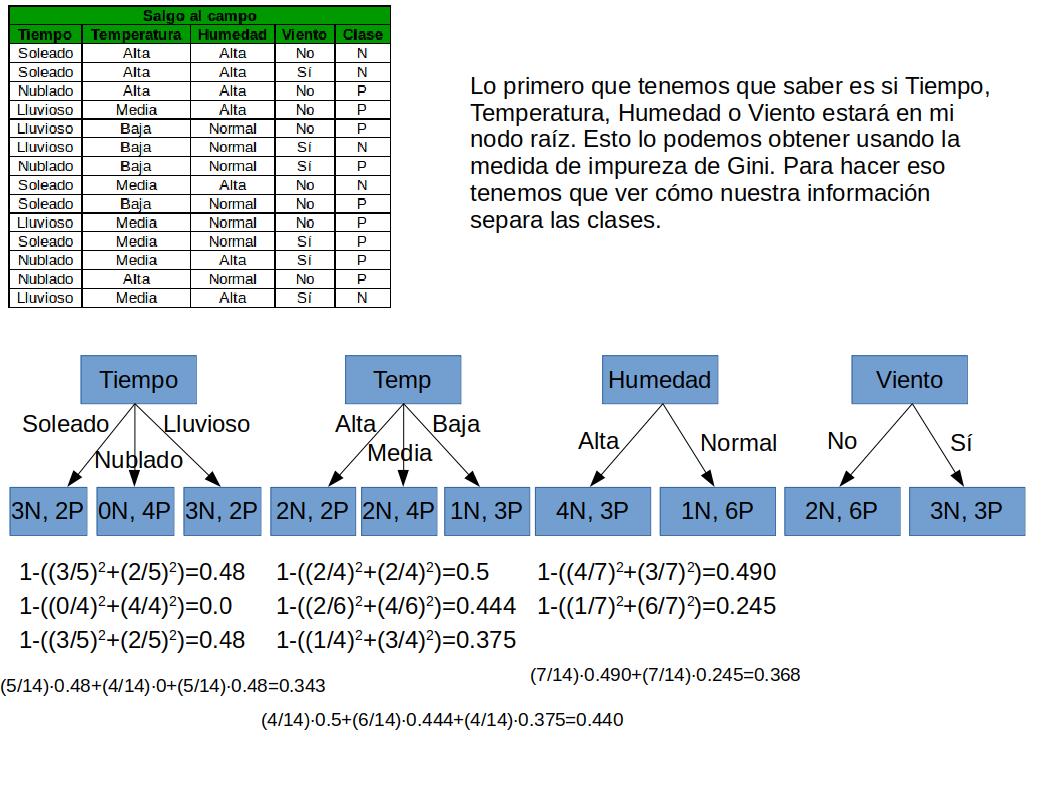 Salgo al campo
Tiempo Temperatura Humedad Viento Clase
Soleado Alta Alta No N
Soleado Alta Alta Sí N
Nublado Alta Alta No P
Lluvioso Media Alta No P
Lluvioso Baja Normal No P
Lluvioso Baja Normal Sí N
Nublado Baja Normal Sí P
Soleado Media Alta No N
Soleado Baja Normal No P
Lluvioso Media Normal No P
Soleado Media Normal Sí P
Nublado Media Alta Sí P
Nublado Alta Normal No P
Lluvioso Media Alta Sí N
Lo primero que tenemos que saber es si Tiempo,
Temperatura, Humedad o Viento estará en mi
nodo raíz. Esto lo podemos obtener usando la
medida de impureza de Gini. Para hacer eso
tenemos que ver cómo nuestra información
separa las clases.
Tiempo Temp Humedad Viento
Soleado Lluvioso Alta Baja Alta Normal No Sí
Nublado Media
3N, 2P 0N, 4P 3N, 2P 2N, 2P 2N, 4P 1N, 3P 4N, 3P 1N, 6P 2N, 6P 3N, 3P
1-((3/5)²+(2/5)²)=0.48 1-((2/4)²+(2/4)²)=0.5 1-((4/7)²+(3/7)²)=0.490
1-((0/4)²+(4/4)²)=0.0 1-((2/6)²+(4/6)²)=0.444 1-((1/7)²+(6/7)²)=0.245
1-((3/5)²+(2/5)²)=0.48 1-((1/4)²+(3/4)²)=0.375
(7/14)·0.490+(7/14)·0.245=0.368
(5/14)·0.48+(4/14)·0+(5/14)·0.48=0.343
(4/14)·0.5+(6/14)·0.444+(4/14)·0.375=0.440